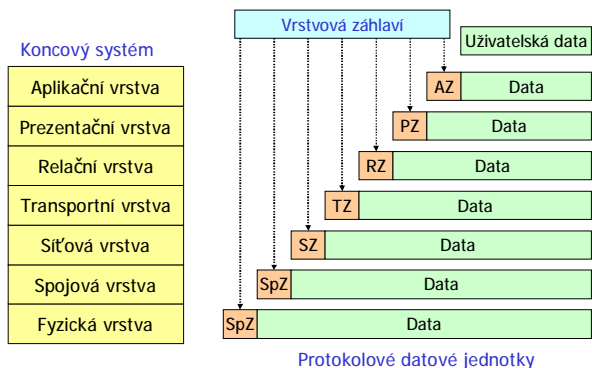 Vrstvová záhlaví
Uživatelská data
Koncový systém
Aplikační vrstva
AZ
Data
Prezentační vrstva
PZ
Data
Relační vrstva
RZ
Data
Transportní vrstva
TZ
Data
Síťová vrstva
SZ
Data
Spojová vrstva
SpZ
Data
Fyzická vrstva
SpZ
Data
Protokolové datové jednotky